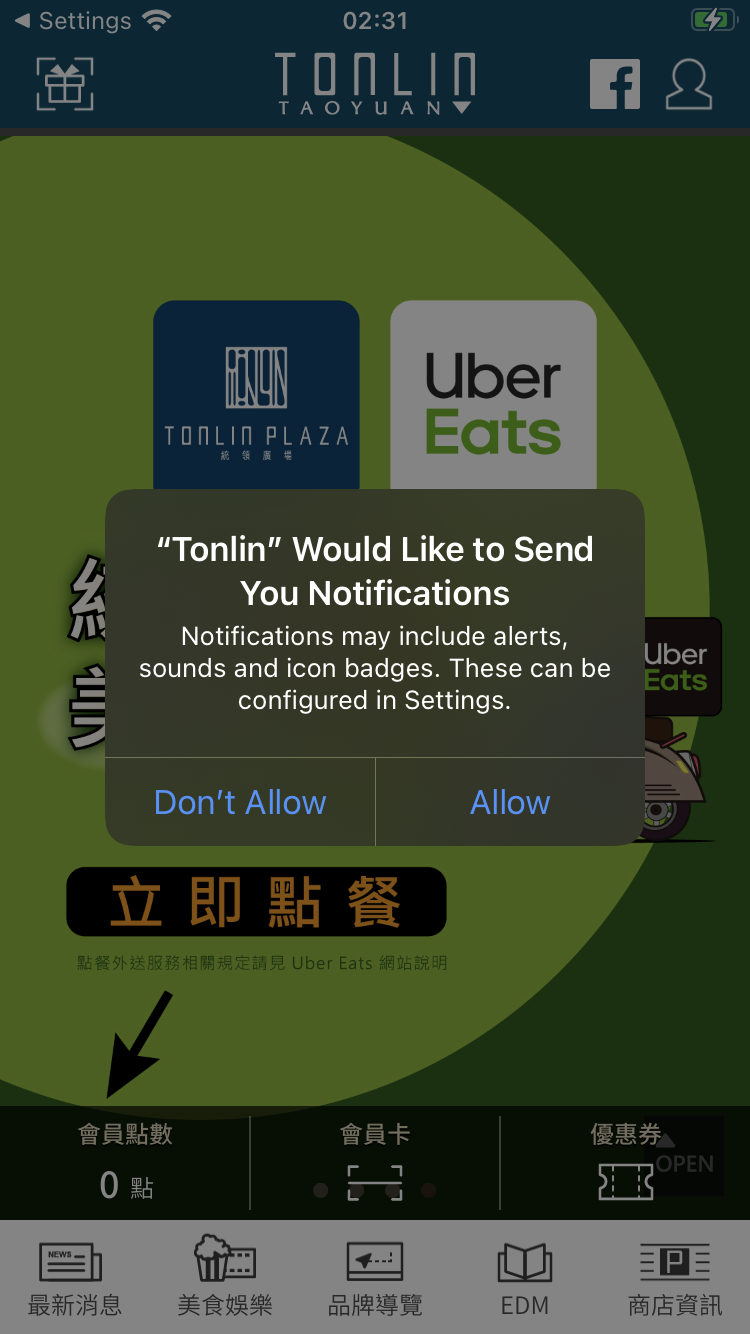 Settings
02:31
TONLIN
TAOYUAN
TONLIN PLAZA
統領廣場
Uber
Eats
“Tonlin” Would Like to Send
You Notifications
Notifications may include alerts,
sounds and icon badges. These can be
configured in Settings.
Uber
Eats
Don’t Allow
Allow
立即點餐
點餐外送服務相關規定請見 Uber Eats 網站說明
會員點數
會員卡
優惠券
0 點
OPEN
NEWS
P
最新消息
美食娛樂
品牌導覽
EDM
商店資訊